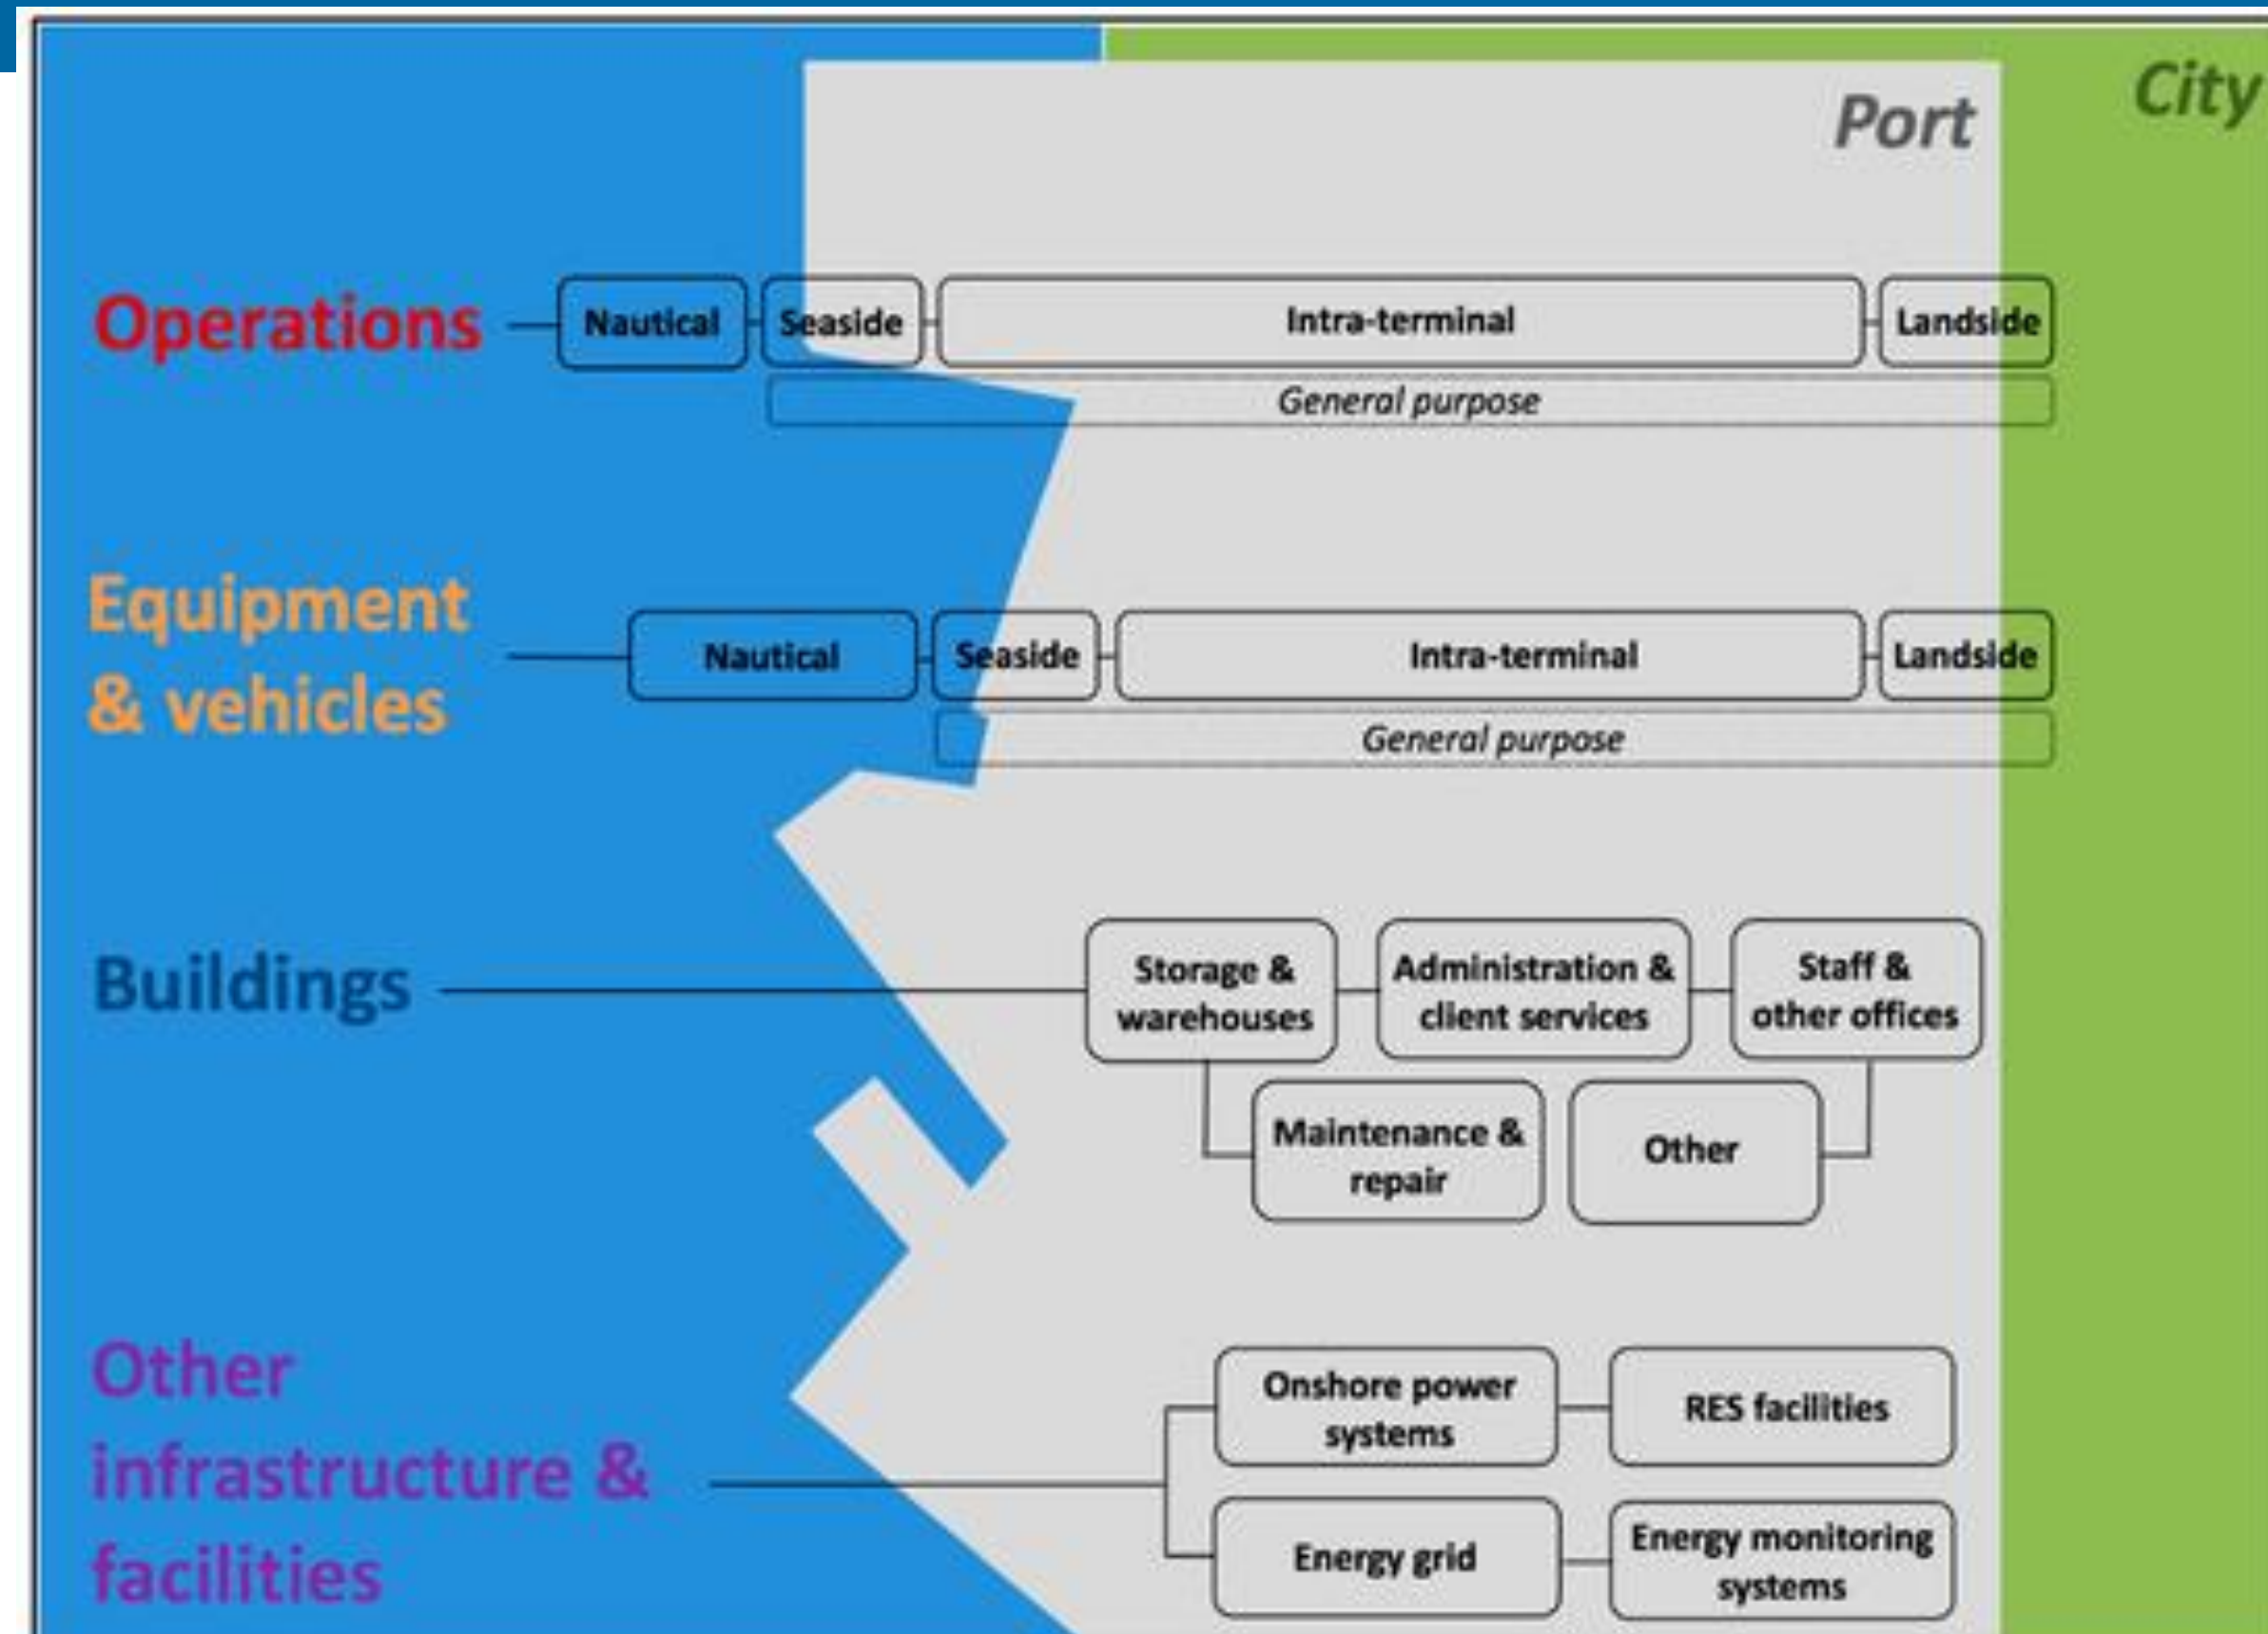 City
Port
Operations
Nautical
Seaside
Intra-terminal
Landside
General purpose
Equipment
& vehicles
Nautical
Seaside
Intra-terminal
Landside
General purpose
Buildings
Storage &
warehouses
Administration &
client services
Staff &
other offices
Maintenance &
repair
Other
Other
infrastructure &
facilities
Onshore power
systems
RES facilities
Energy grid
Energy monitoring
systems